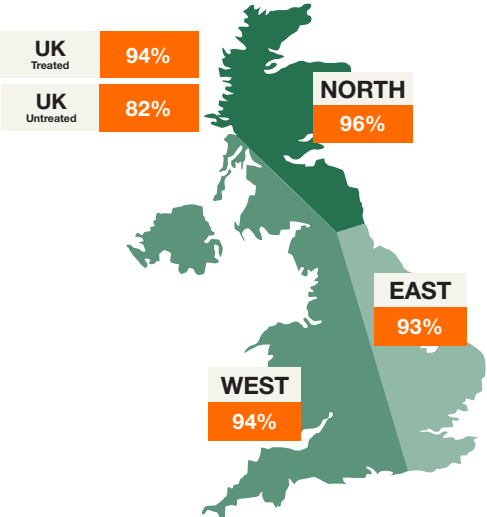 UK
Treated
94%
UK
Untreated
82%
NORTH
96%
EAST
93%
WEST
94%